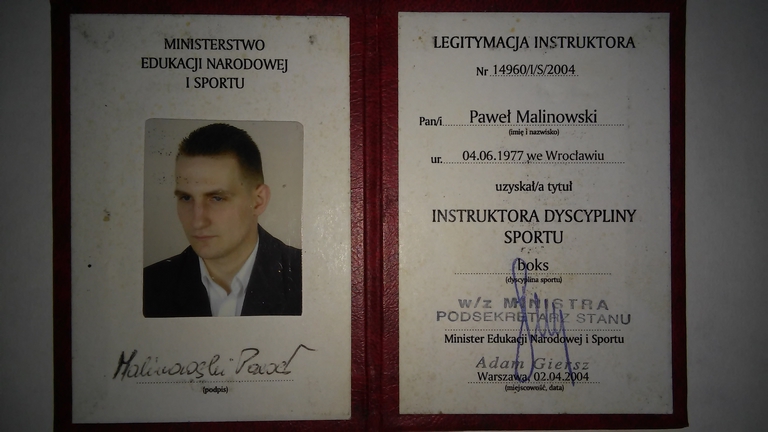 MINISTERSTWO
EDUKACJI NARODOWEJ
I SPORTU
Malinowski Paweł
(podpis)
LEGITYMACJA INSTRUKTORA
Nr 14960/I/S/2004
Pan/i Paweł Malinowski
(imię i nazwisko)
ur. 04.06.1977 we Wrocławiu
uzyskał/a tytuł
INSTRUKTORA DYSCYPLINY
SPORTU
boks
(dyscyplina sportu)
w/z MINISTRA
PODSEKRETARZ STANU
Minister Edukacji Narodowej i Sportu
Adam Giersz
Warszawa, 02.04.2004
(miejscowość, data)